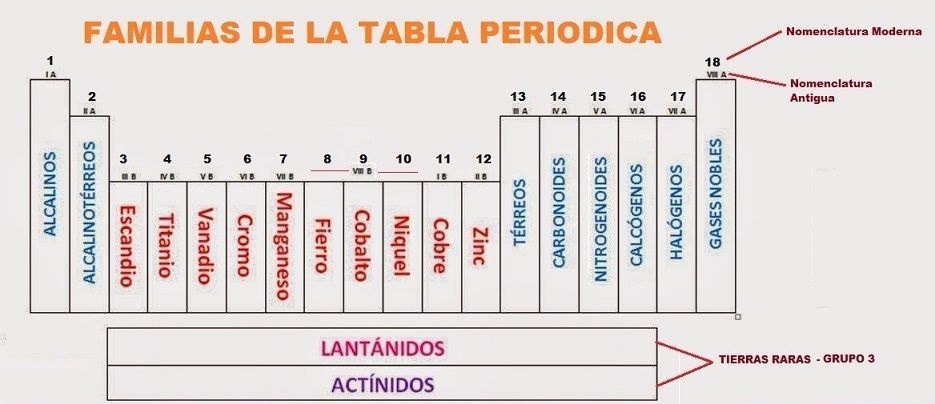 FAMILIAS DE LA TABLA PERIODICA
Nomenclatura Moderna
Nomenclatura
Antigua
1
I A
2
II A
3
III B
4
IV B
5
V B
6
VI B
7
VII B
8
9
10
VIII B
11
I B
12
II B
13
III A
14
IV A
15
V A
16
VI A
17
VII A
18
VIII A
ALCALINOS
ALCALINOTÉRREOS
Escandio
Titanio
Vanadio
Cromo
Manganeso
Fierro
Cobalto
Niquel
Cobre
Zinc
TÉRREOS
CARBONOIDES
NITROGENOIDES
CALCÓGENOS
HALÓGENOS
GASES NOBLES
LANTÁNIDOS
ACTÍNIDOS
TIERRAS RARAS - GRUPO 3